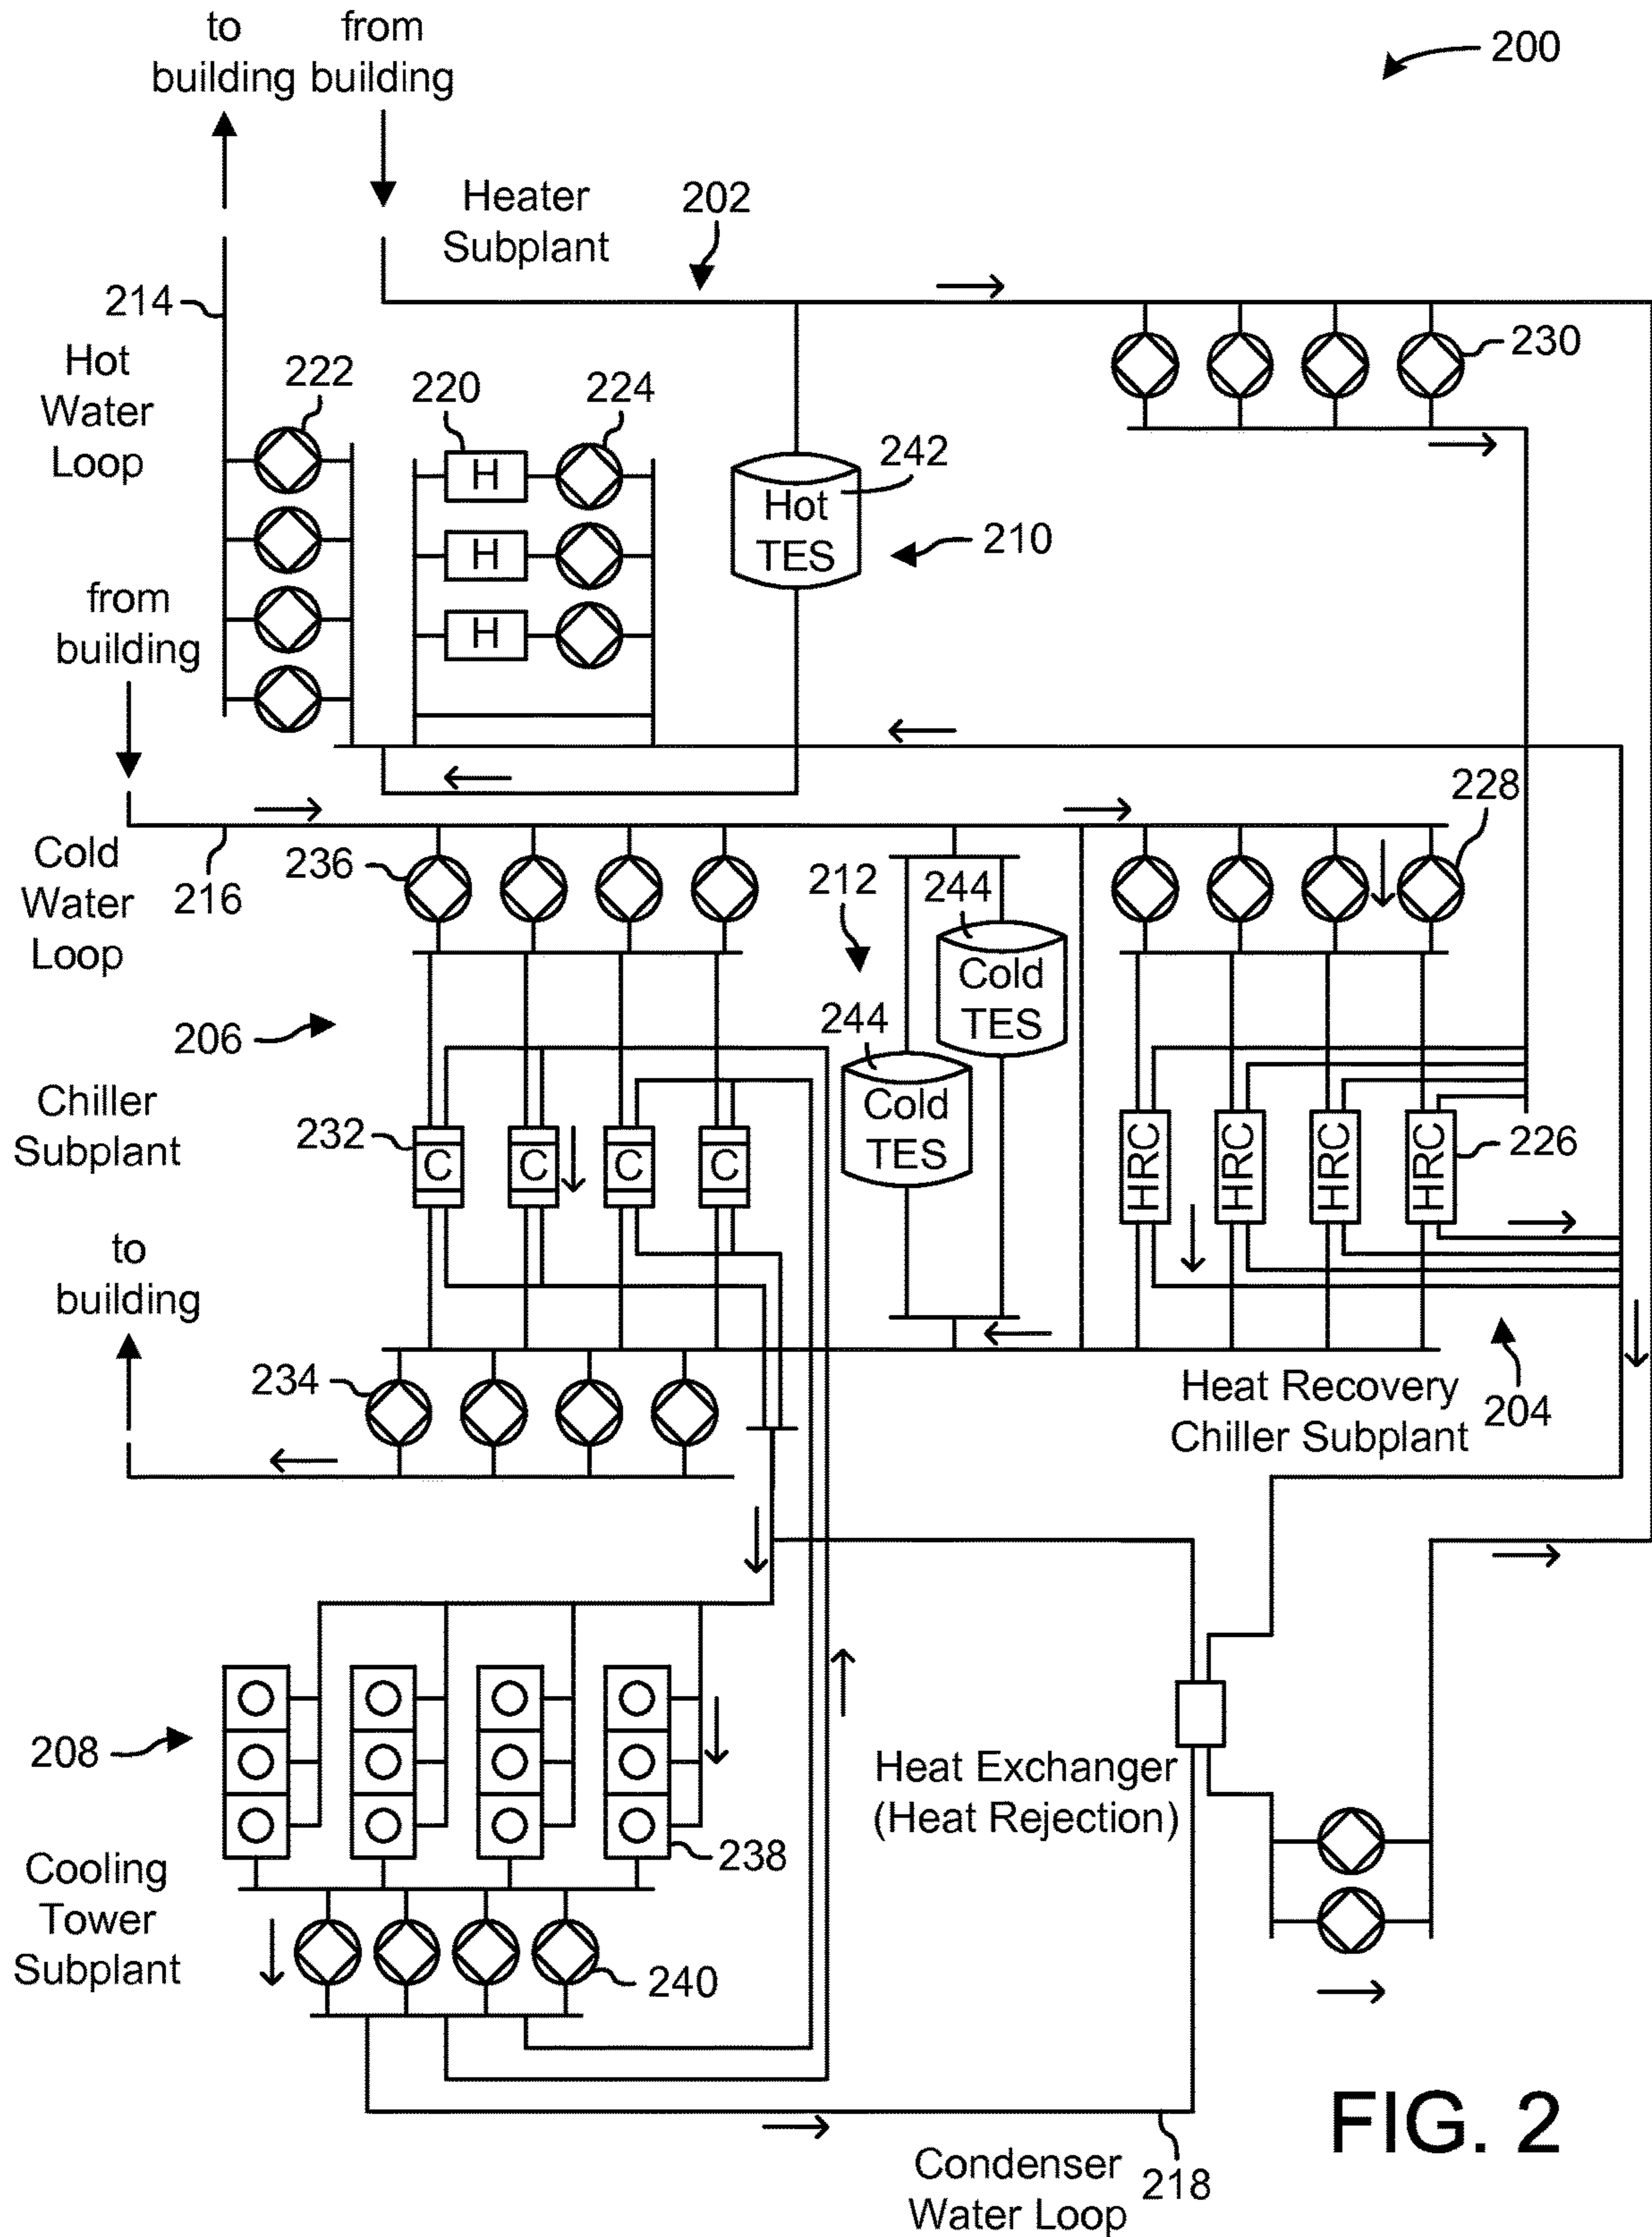 to
building
from
building
200
Heater
Subplant
202
214
Hot
Water
Loop
222
220
224
230
H
H
H
Hot
TES
242
210
from
building
228
Cold
Water
Loop
216
236
212
244
Cold
TES
244
Cold
TES
206
Chiller
Subplant
232
C
C
C
C
HRC
HRC
HRC
HRC
226
to
building
234
Heat Recovery
Chiller Subplant
204
208
Heat Exchanger
(Heat Rejection)
238
Cooling
Tower
Subplant
240
Condenser
Water Loop
218
FIG. 2